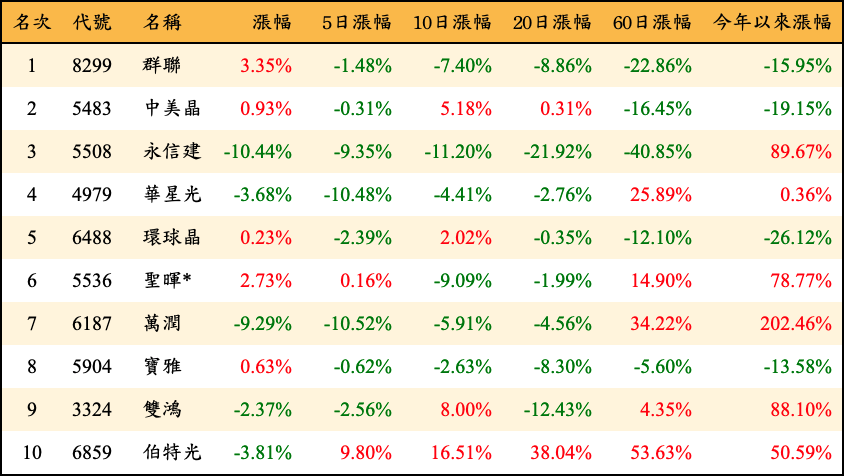 名次 代號 名稱 漲幅 5日漲幅 10日漲幅 20日漲幅 60日漲幅 今年以來漲幅
1 8299 群聯 3.35% -1.48% -7.40% -8.86% -22.86% -15.95%
2 5483 中美晶 0.93% -0.31% 5.18% 0.31% -16.45% -19.15%
3 5508 永信建 -10.44% -9.35% -11.20% -21.92% -40.85% 89.67%
4 4979 華星光 -3.68% -10.48% -4.41% -2.76% 25.89% 0.36%
5 6488 環球晶 0.23% -2.39% 2.02% -0.35% -12.10% -26.12%
6 5536 聖暉* 2.73% 0.16% -9.09% -1.99% 14.90% 78.77%
7 6187 萬潤 -9.29% -10.52% -5.91% -4.56% 34.22% 202.46%
8 5904 寶雅 0.63% -0.62% -2.63% -8.30% -5.60% -13.58%
9 3324 雙鴻 -2.37% -2.56% 8.00% -12.43% 4.35% 88.10%
10 6859 伯特光 -3.81% 9.80% 16.51% 38.04% 53.63% 50.59%